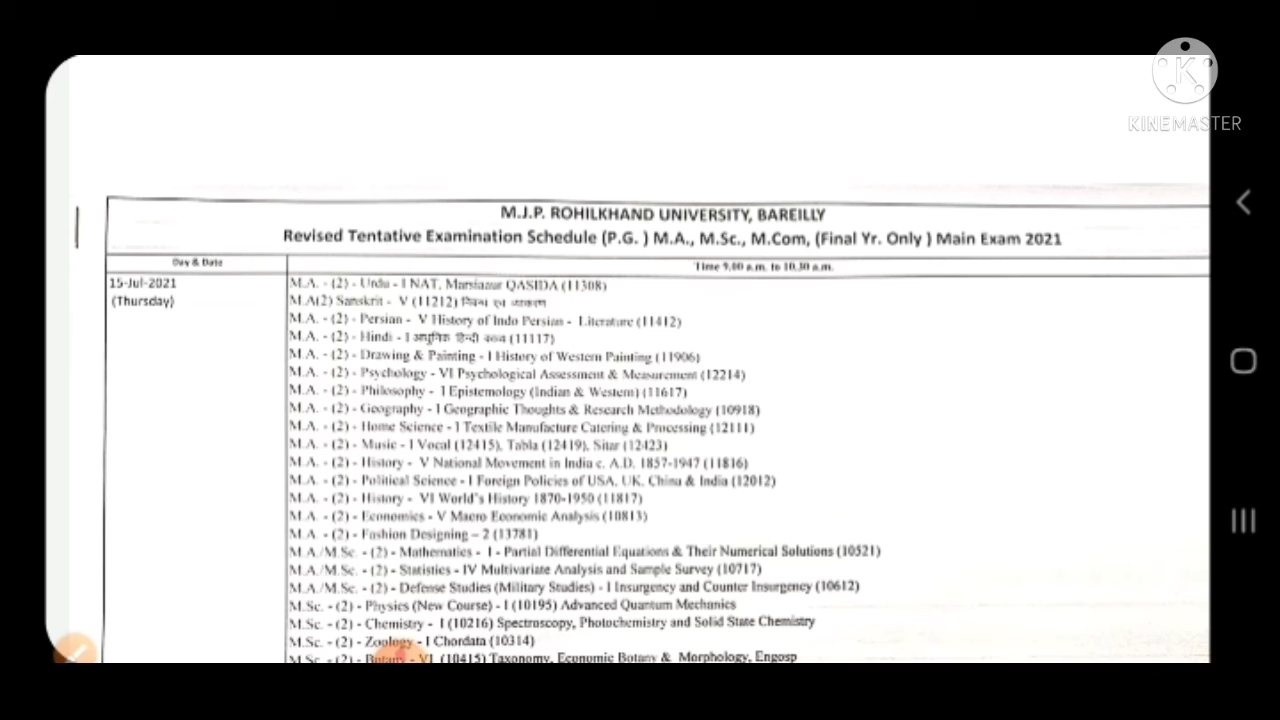 KINEMASTER
M.J.P. ROHILKHAND UNIVERSITY, BAREILLY
Revised Tentative Examination Schedule (P.G. ) M.A., M.Sc., M.Com, (Final Yr. Only ) Main Exam 2021
Day & Date
Time 9.00 a.m. to 10.30 a.m.
15-Jul-2021
(Thursday)
M.A. - (2) - Urdu - I NAT, Marsiaaur QASIDA (11308)
M.A(2) Sanskrit - V (11212) एवं
M.A. - (2) - Persian - V History of Indo Persian - Literature (11412)
M.A. - (2) - Hindi - I आधुनिक हिन्दी काव्य (11117)
M.A. - (2) - Drawing & Painting - I History of Western Painting (11906)
M.A. - (2) - Psychology - VI Psychological Assessment & Measurement (12214)
M.A. - (2) - Philosophy - I Epistemology (Indian & Western) (11617)
M.A. - (2) - Geography - I Geographic Thoughts & Research Methodology (10918)
M.A. - (2) - Home Science - I Textile Manufacture Catering & Processing (12111)
M.A. - (2) - Music - I Vocal (12415), Tabla (12419), Sitar (12423)
M.A. - (2) - History - V National Movement in India c. A.D. 1857-1947 (11816)
M.A. - (2) - Political Science - I Foreign Policies of USA, UK, China & India (12012)
M.A. - (2) - History - VI World's History 1870-1950 (11817)
M.A. - (2) - Economics - V Macro Economic Analysis (10813)
M.A. - (2) - Fashion Designing – 2 (13781)
M.A./M.Sc. - (2) - Mathematics - I - Partial Differential Equations & Their Numerical Solutions (10521)
M.A./M.Sc. - (2) - Statistics - IV Multivariate Analysis and Sample Survey (10717)
M.A./M.Sc. - (2) - Defense Studies (Military Studies) - I Insurgency and Counter Insurgency (10612)
M.Sc. - (2) - Physics (New Course) - I (10195) Advanced Quantum Mechanics
M.Sc. - (2) - Chemistry - I (10216) Spectroscopy, Photochemistry and Solid State Chemistry
M.Sc. - (2) - Zoology - I Chordata (10314)
M.Sc. - (2) - Botany - VI (10415) Taxonomy, Economic Botany & Morphology, Engosp